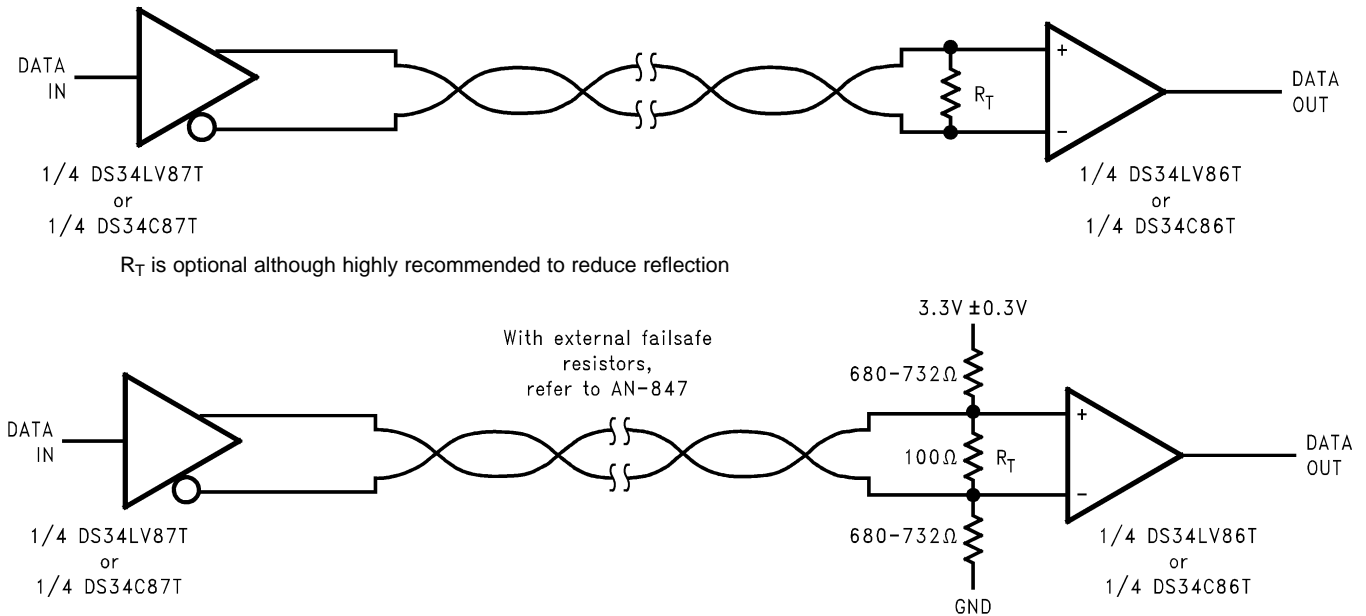 DATA
IN
1/4 DS34LV87T
or
1/4 DS34C87T
+
−
R_T
DATA
OUT
1/4 DS34LV86T
or
1/4 DS34C86T
R_T is optional although highly recommended to reduce reflection
With external failsafe
resistors,
refer to AN-847
3.3V ±0.3V
680-732Ω
100Ω R_T
680-732Ω
GND
DATA
IN
1/4 DS34LV87T
or
1/4 DS34C87T
+
−
DATA
OUT
1/4 DS34LV86T
or
1/4 DS34C86T